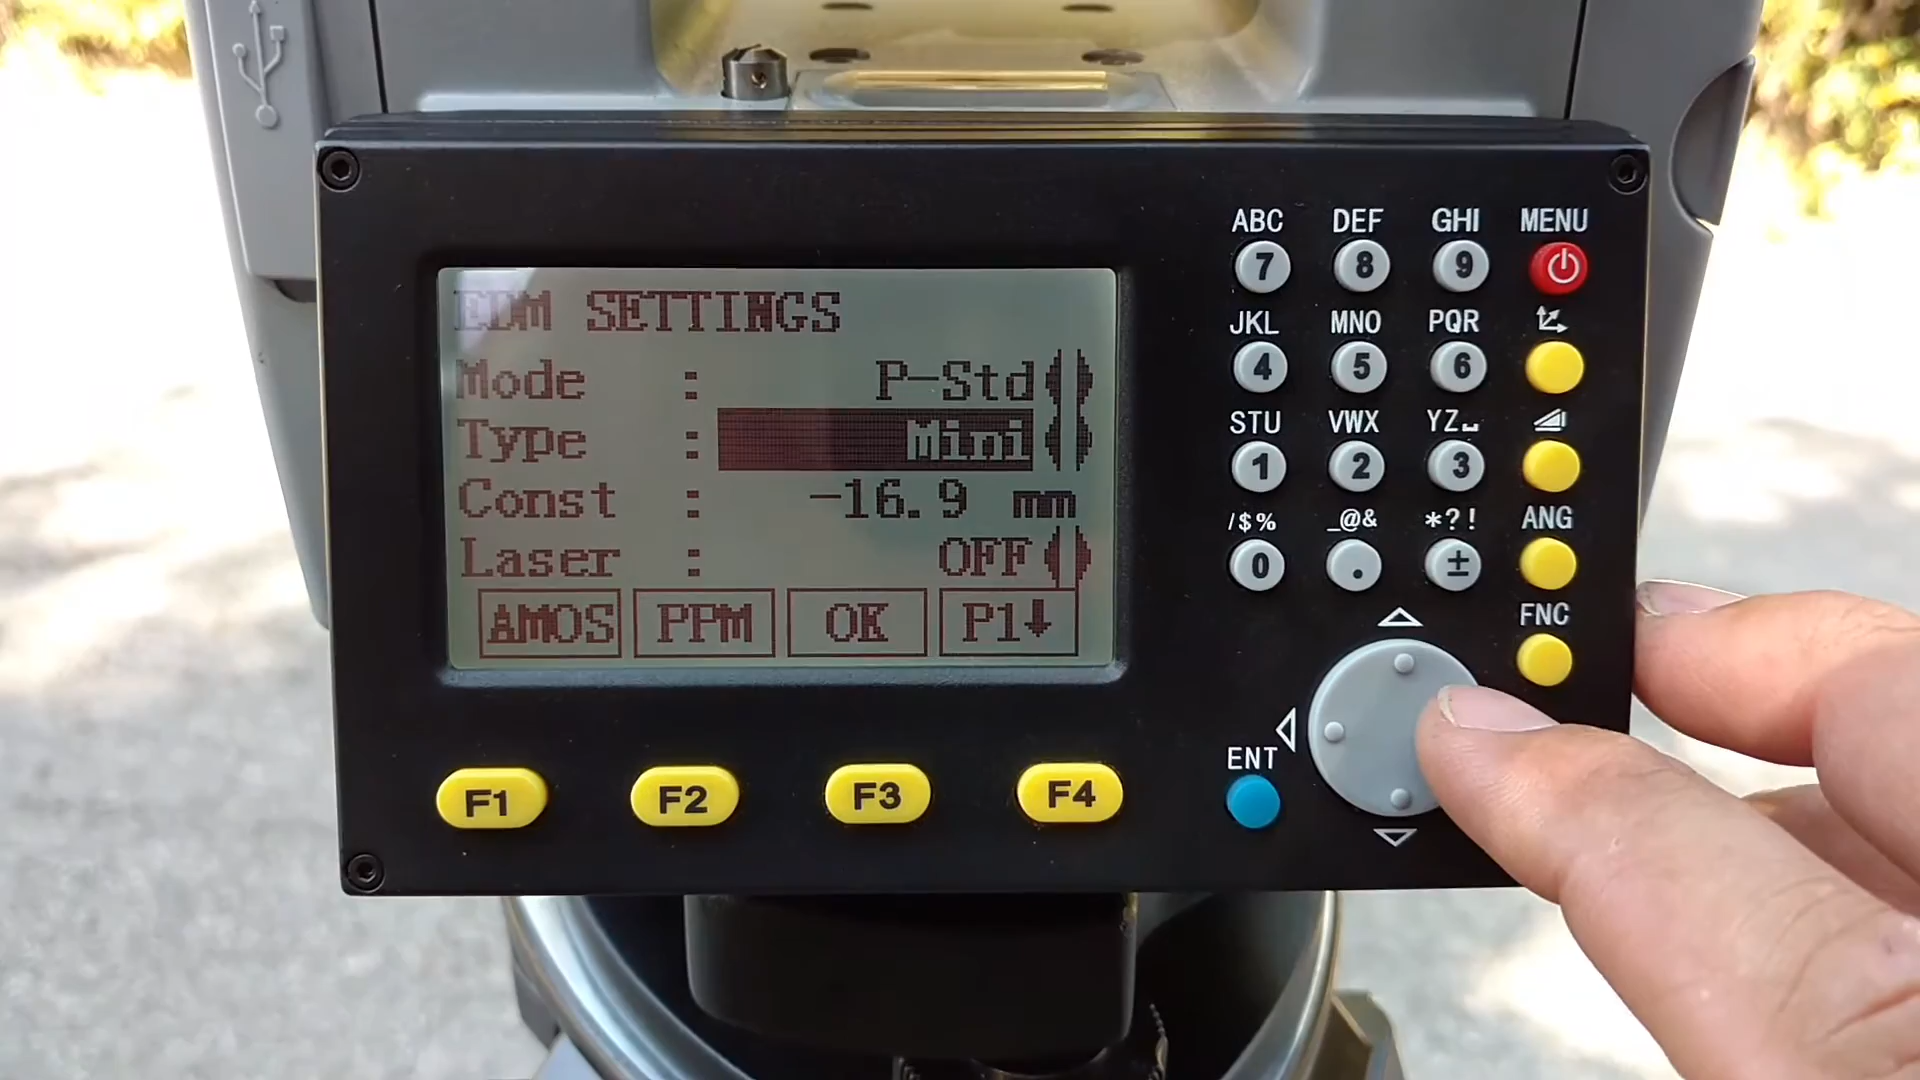 EDM SETTINGS
Mode : P-Std
Type : Mini
Const : -16.9 mm
Laser : OFF
AMOS PPM OK P1↓
F1 F2 F3 F4
ABC DEF GHI MENU
7 8 9
JKL MNO PQR
4 5 6
STU VWX YZ⎵
1 2 3
/$% _@& *?! ANG
0 . ±
FNC
ENT